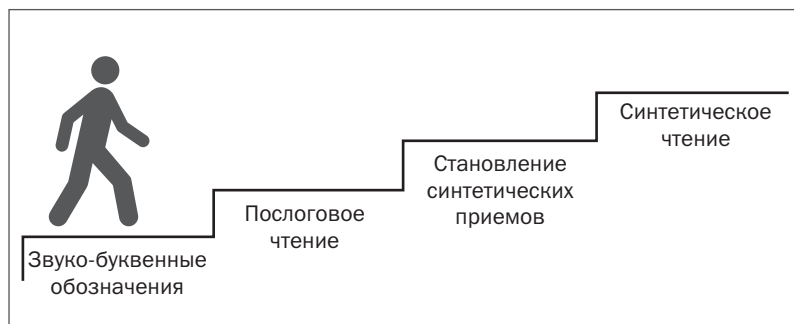 Звуко-буквенные
обозначения
Послоговое
чтение
Становление
синтетических
приемов
Синтетическое
чтение